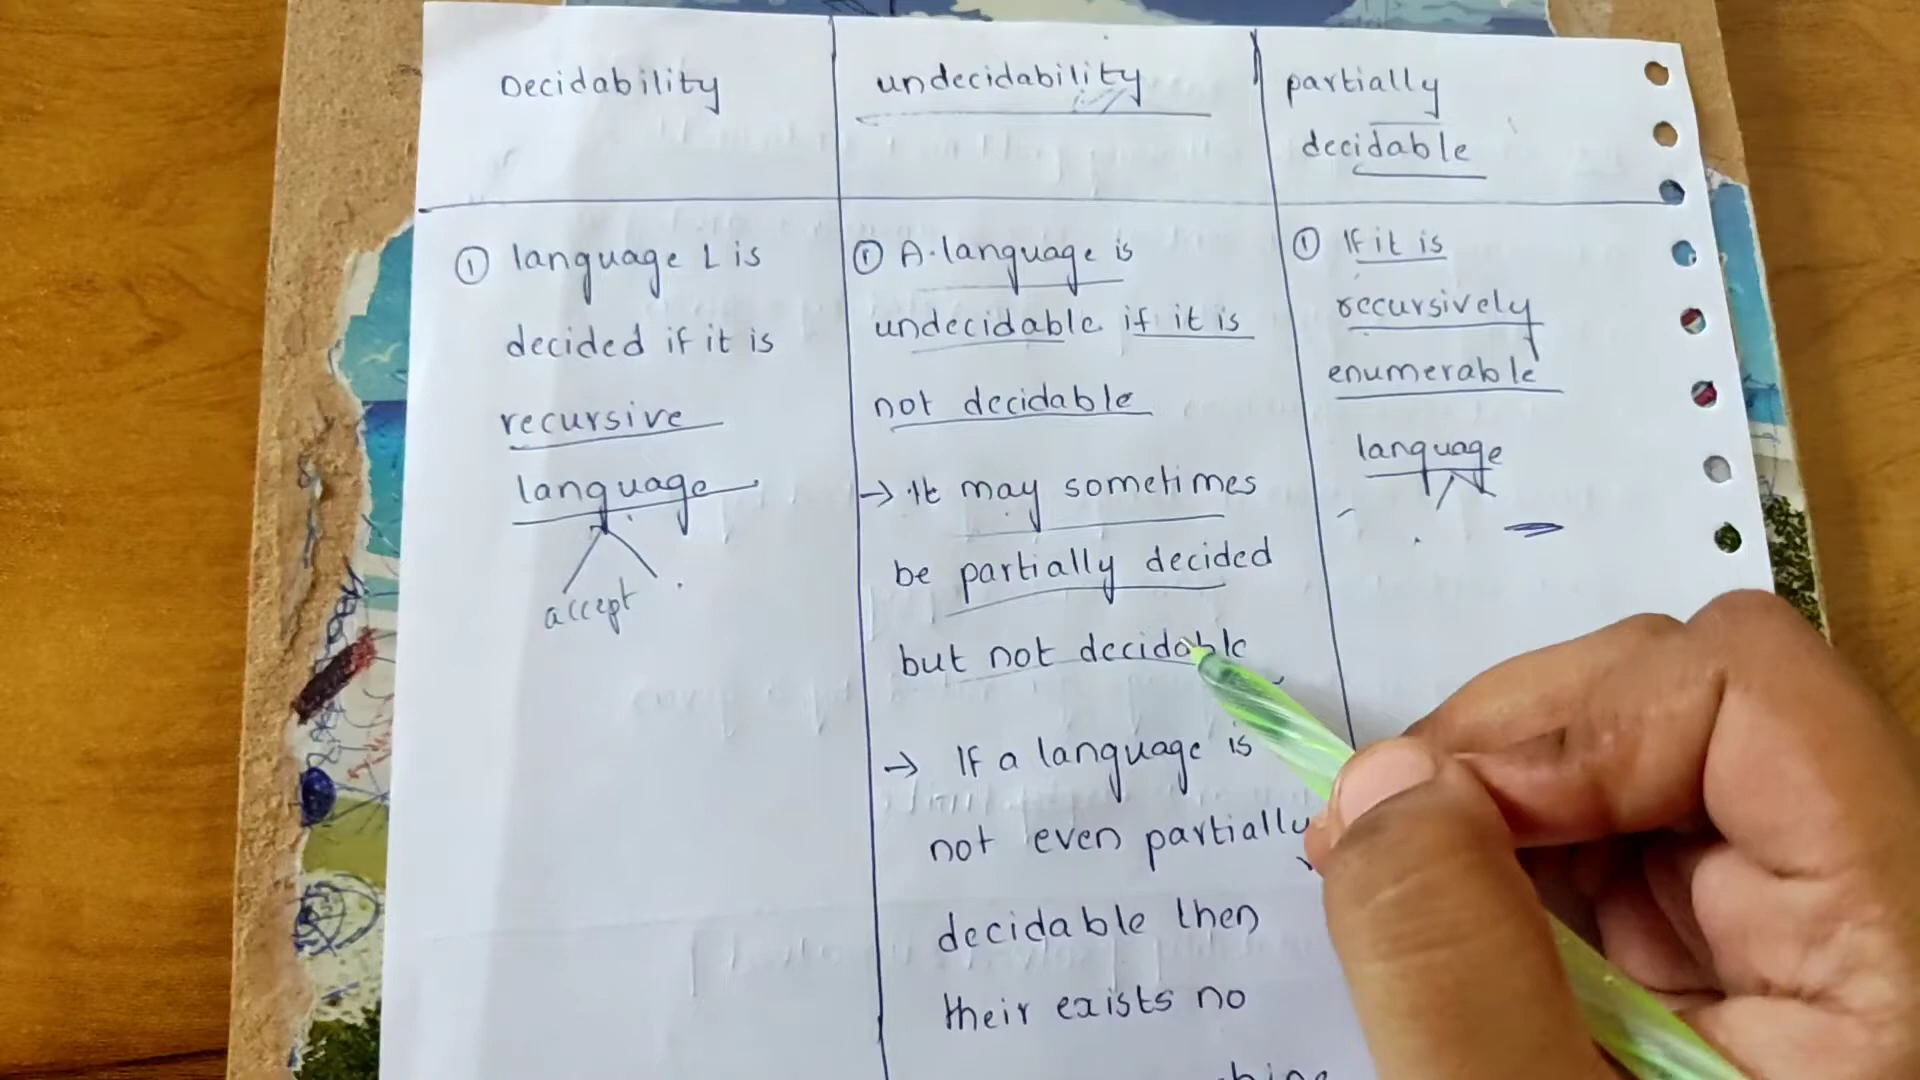 Decidability
① language L is
decided if it is
recursive
language
accept
undecidability
① A.language is
undecidable if it is
not decidable
→ It may sometimes
be partially decided
but not decidable
→ If a language is
not even partially
decidable then
their exists no
partially
decidable
① If it is
recursively
enumerable
language